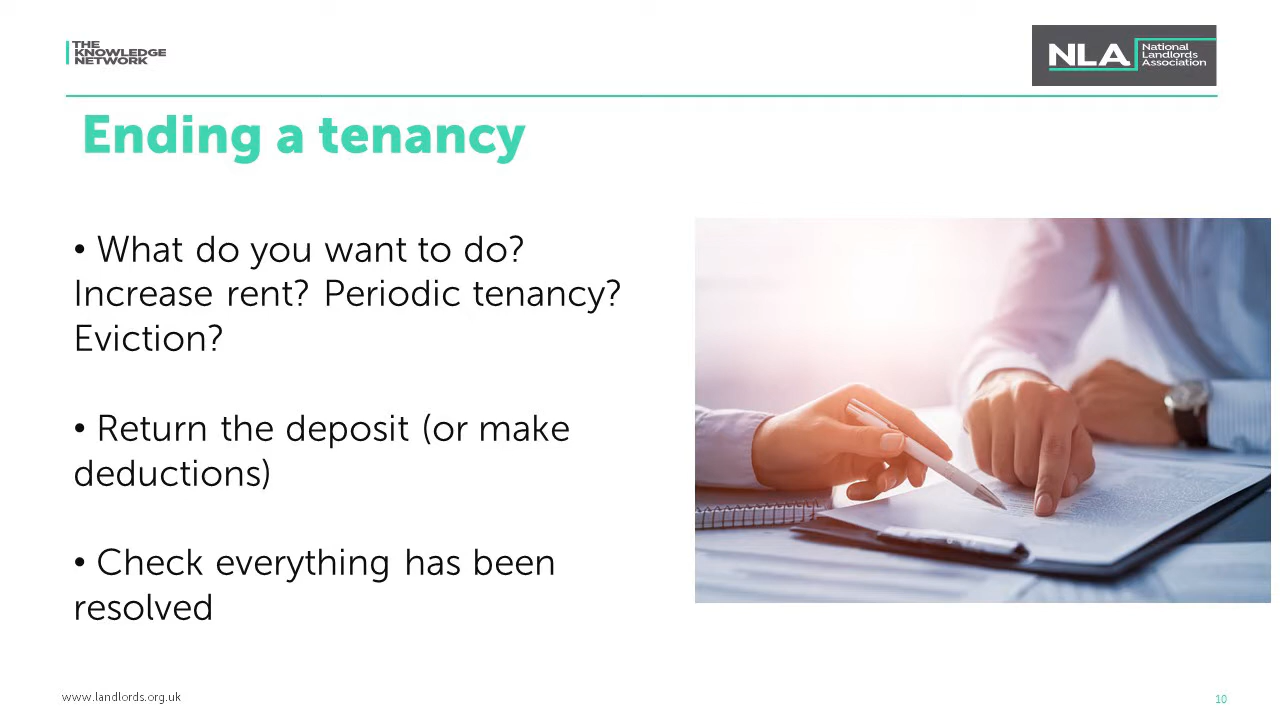 THE
KNOWLEDGE
NETWORK
NLA
National
Landlords
Association
Ending a tenancy
• What do you want to do?
Increase rent? Periodic tenancy?
Eviction?
• Return the deposit (or make
deductions)
• Check everything has been
resolved
www.landlords.org.uk
10